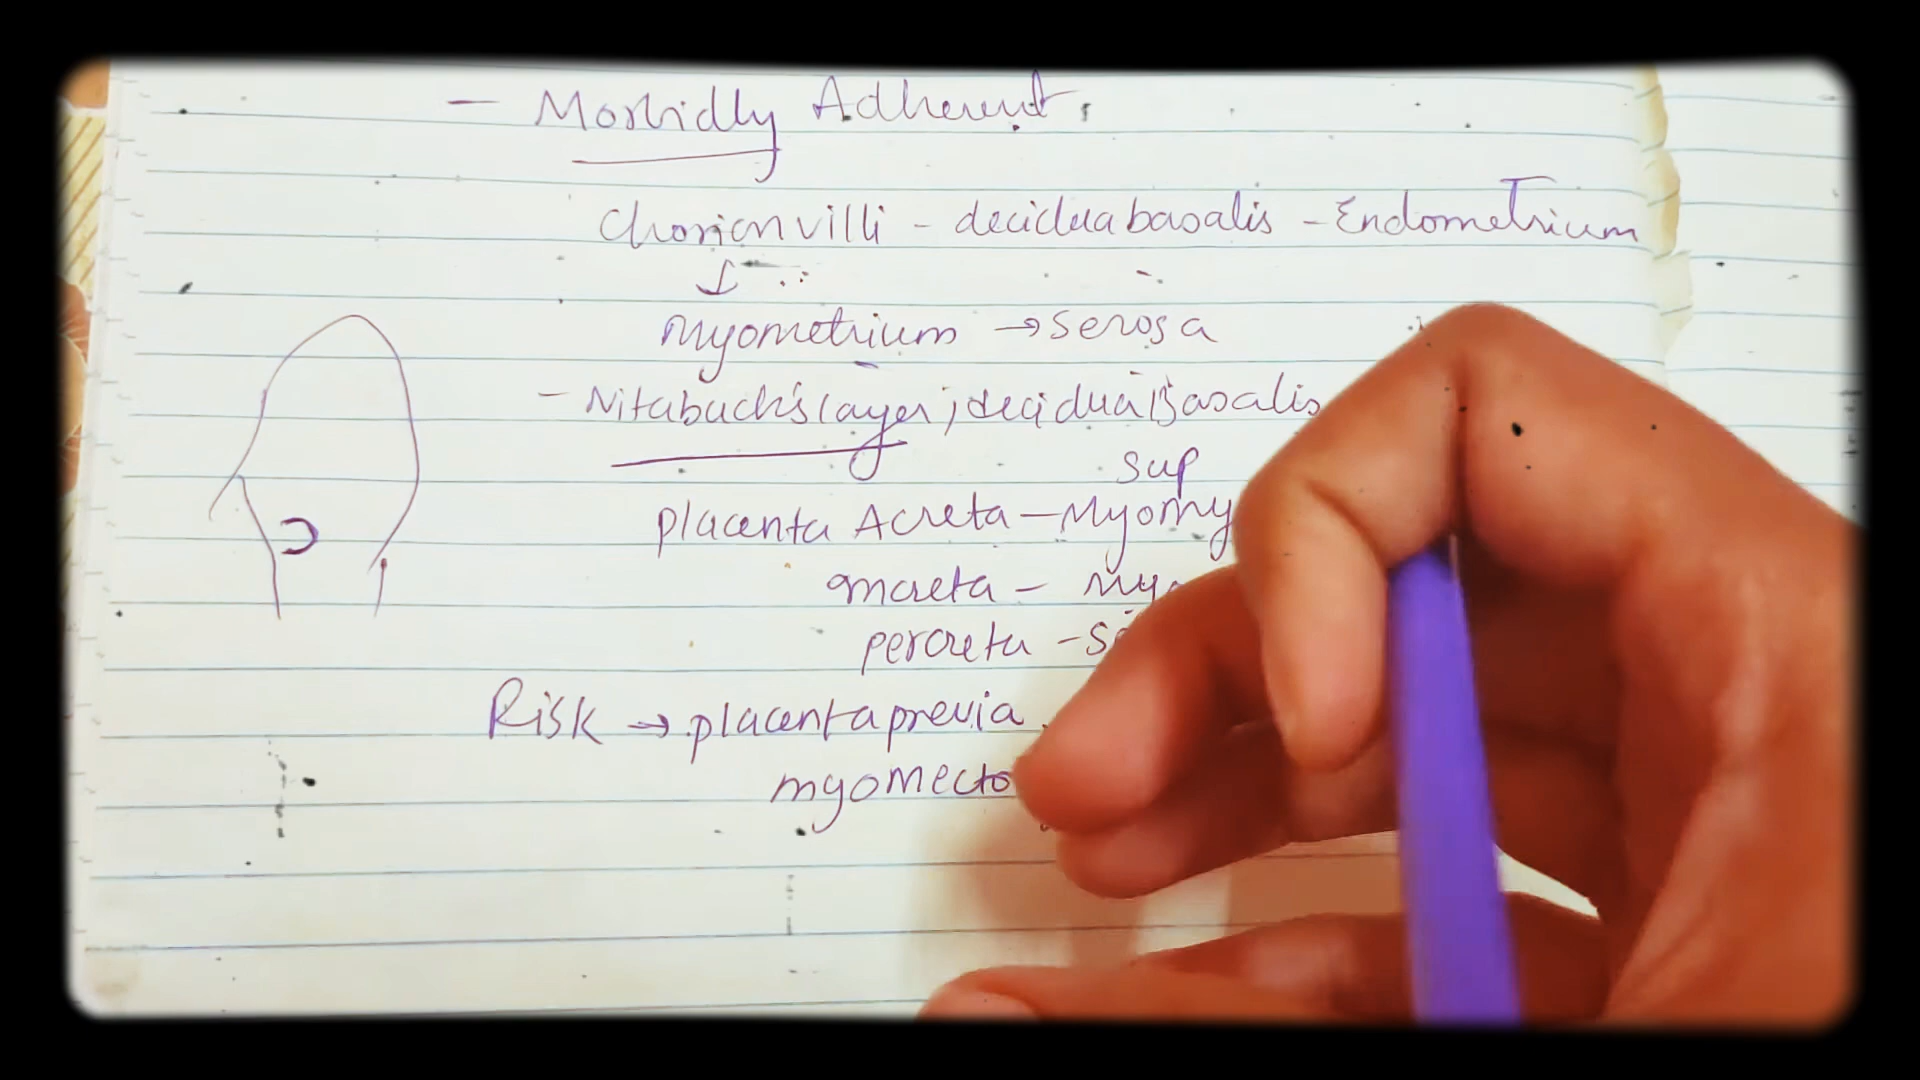 - Morbidly Adherent.
Chorion villi - decidua basalis - Endometrium
↓
Myometrium → serosa
- Nitabuch's layer; decidua Basalis
sup
placenta Acreta - Myomy
increta -
percreta -
Risk → placenta previa
myomecto